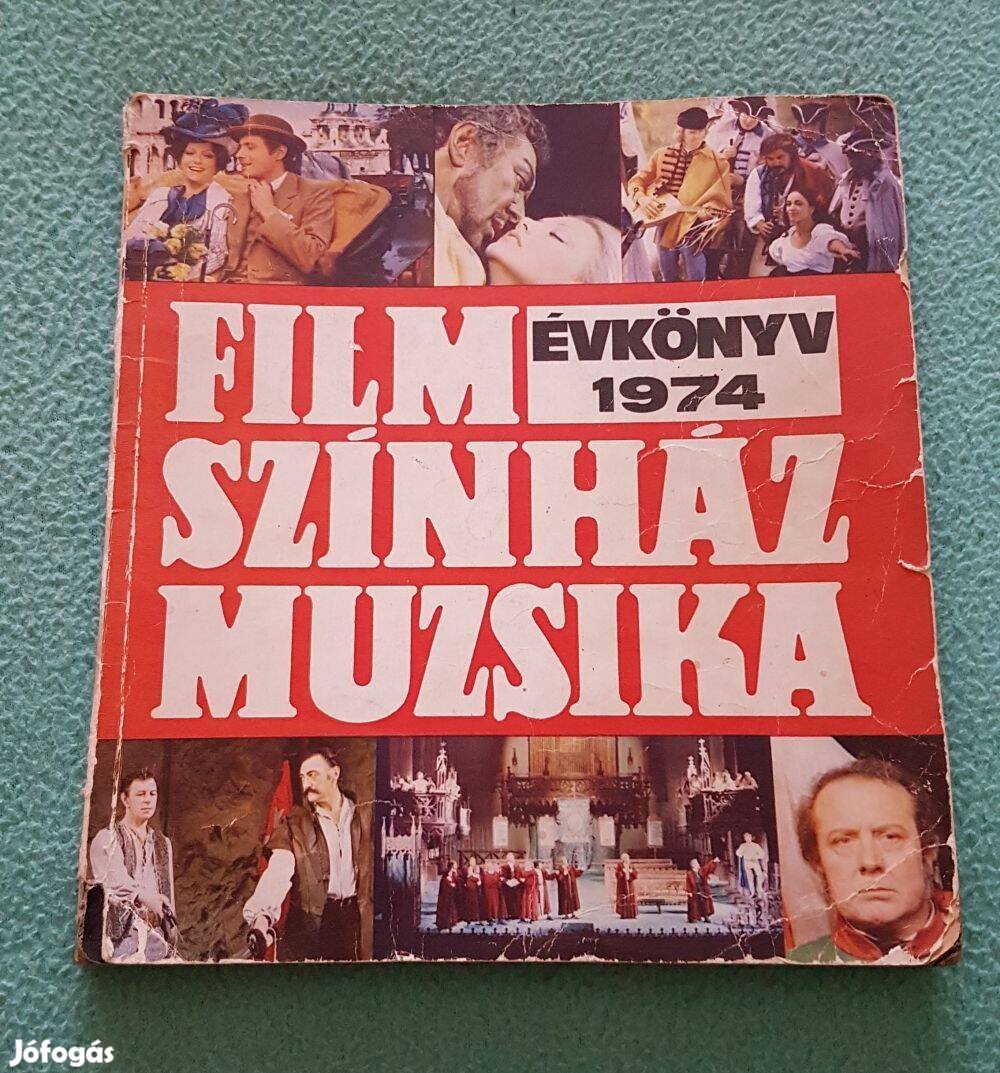 FILM
ÉVKÖNYV
1974
SZÍNHÁZ
MUZSIKA
Jófogás